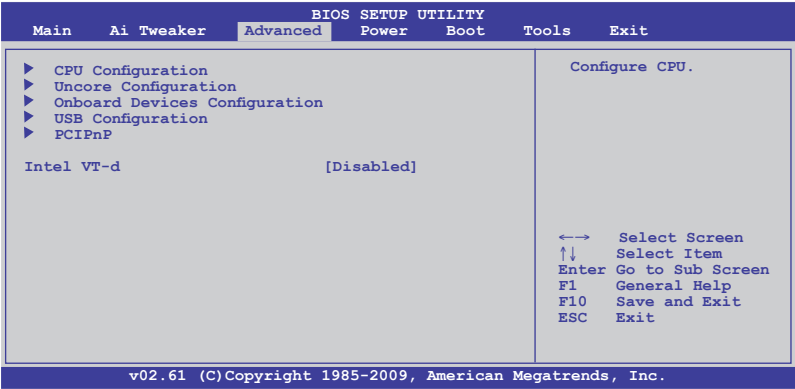 BIOS SETUP UTILITY
Main Ai Tweaker Advanced Power Boot Tools Exit
CPU Configuration
Uncore Configuration
Onboard Devices Configuration
USB Configuration
PCIPnP
Intel VT-d [Disabled]
Configure CPU.
←→ Select Screen
↑↓ Select Item
Enter Go to Sub Screen
F1 General Help
F10 Save and Exit
ESC Exit
v02.61 (C)Copyright 1985-2009, American Megatrends, Inc.